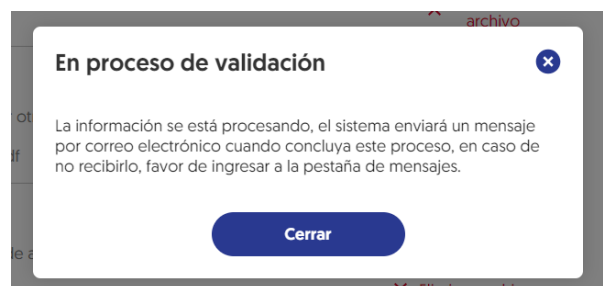 archivo
En proceso de validación
La información se está procesando, el sistema enviará un mensaje
por correo electrónico cuando concluya este proceso, en caso de
no recibirlo, favor de ingresar a la pestaña de mensajes.
Cerrar